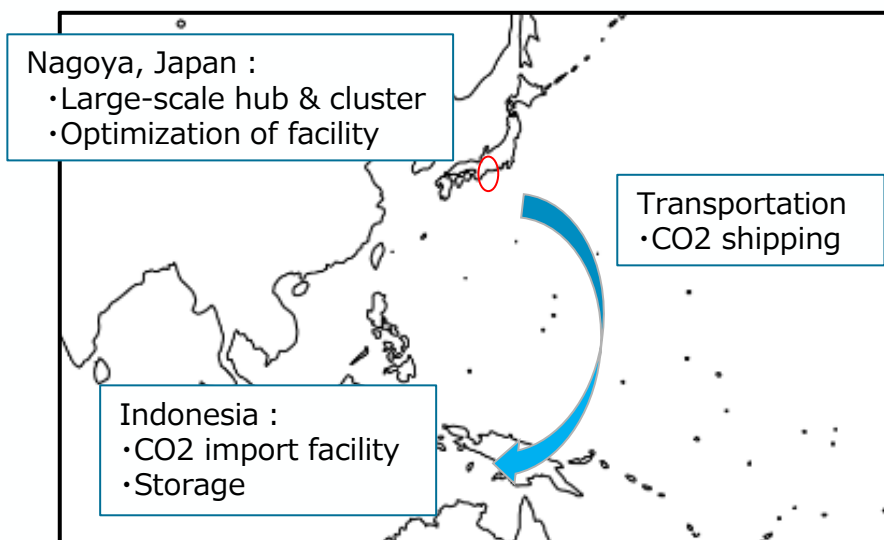 Nagoya, Japan :
・Large-scale hub & cluster
・Optimization of facility
Transportation
・CO2 shipping
Indonesia :
・CO2 import facility
・Storage